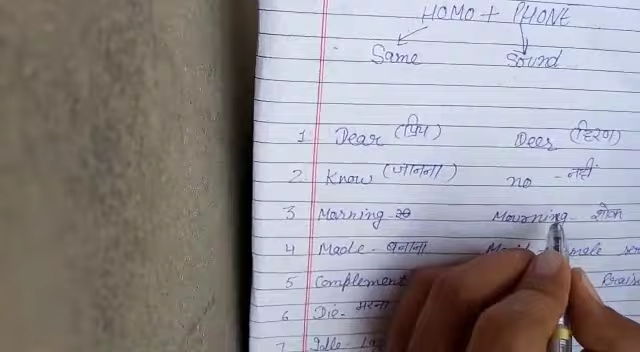 HOMO + PHONE
Same Sound
1 Dear (प्रिय) Deer (हिरण)
2. Know (जानना) no - नहीं
3 Morning - Mourning - शोक
4 Made - बनाना male
5 Complement
6 Die - मरना
7 Idle -